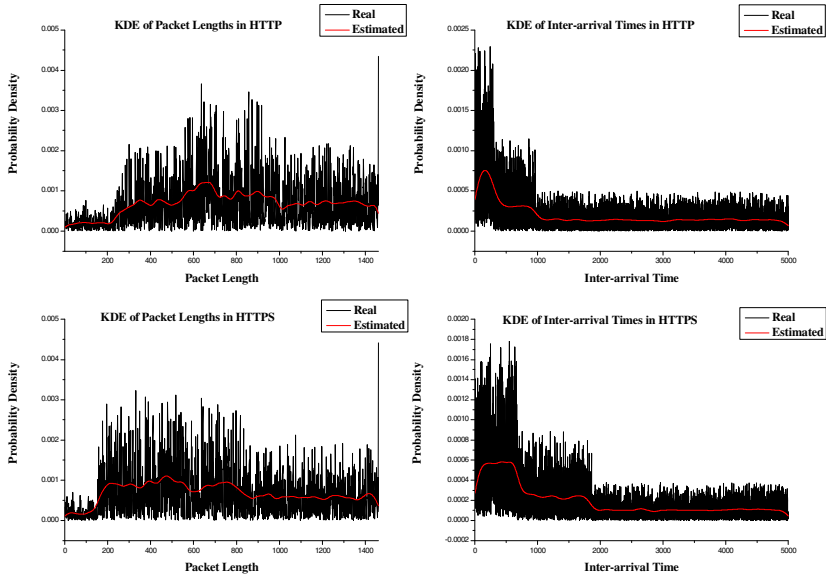 KDE of Packet Lengths in HTTP
Real
Estimated
0.005
0.004
0.003
0.002
0.001
0.000
Probability Density
0 200 400 600 800 1000 1200 1400
Packet Length
KDE of Inter-arrival Times in HTTP
Real
Estimated
0.0025
0.0020
0.0015
0.0010
0.0005
0.0000
Probability Density
0 1000 2000 3000 4000 5000
Inter-arrival Time
KDE of Packet Lengths in HTTPS
Real
Estimated
0.005
0.004
0.003
0.002
0.001
0.000
Probability Density
0 200 400 600 800 1000 1200 1400
Packet Length
KDE of Inter-arrival Times in HTTPS
Real
Estimated
0.0020
0.0018
0.0016
0.0014
0.0012
0.0010
0.0008
0.0006
0.0004
0.0002
0.0000
-0.0002
Probability Density
0 1000 2000 3000 4000 5000
Inter-arrival Time